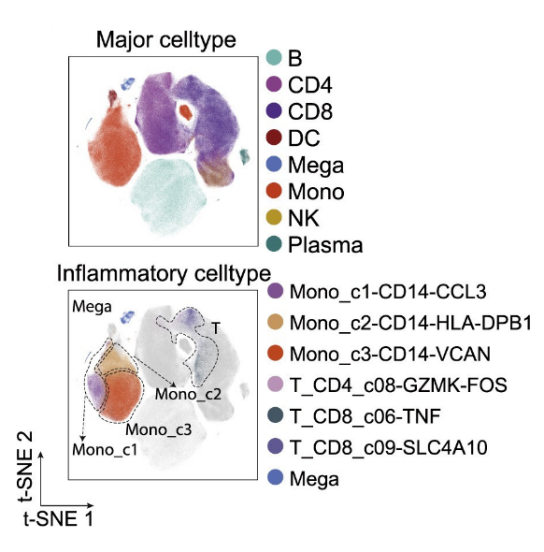 Major celltype
B
CD4
CD8
DC
Mega
Mono
NK
Plasma
Inflammatory celltype
Mega
T
Mono_c2
Mono_c3
Mono_c1
Mono_c1-CD14-CCL3
Mono_c2-CD14-HLA-DPB1
Mono_c3-CD14-VCAN
T_CD4_c08-GZMK-FOS
T_CD8_c06-TNF
T_CD8_c09-SLC4A10
Mega
t-SNE 2
t-SNE 1